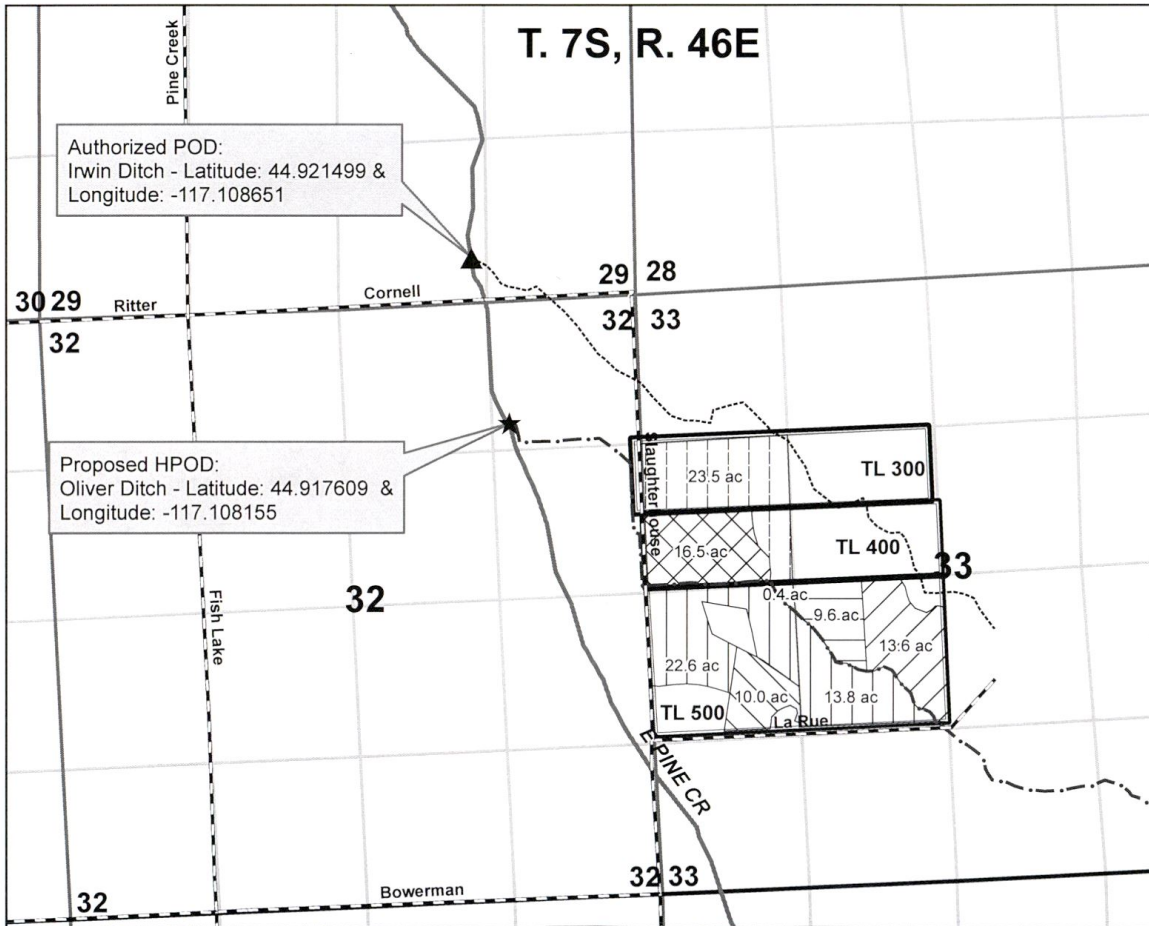 T. 7S, R. 46E
Pine Creek
Authorized POD:
Irwin Ditch - Latitude: 44.921499 &
Longitude: -117.108651
29 28
30 29
Ritter
Cornell
32
32 33
Proposed HPOD:
Oliver Ditch - Latitude: 44.917609 &
Longitude: -117.108155
Slaughterhouse
23.5 ac
TL 300
16.5 ac
TL 400
33
32
Fish Lake
0.4 ac
9.6 ac
13.6 ac
22.6 ac
10.0 ac
13.8 ac
TL 500
La Rue
E PINE CR
32
Bowerman
32 33